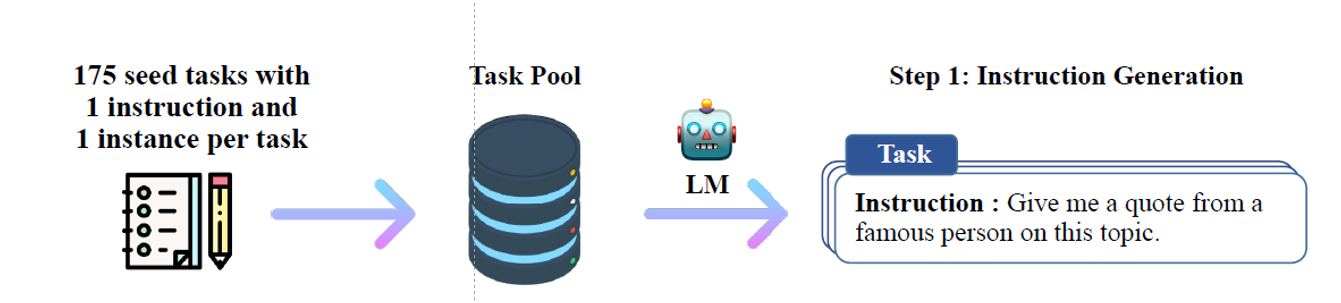 175 seed tasks with
1 instruction and
1 instance per task
Task Pool
LM
Step 1: Instruction Generation
Task
Instruction : Give me a quote from a
famous person on this topic.